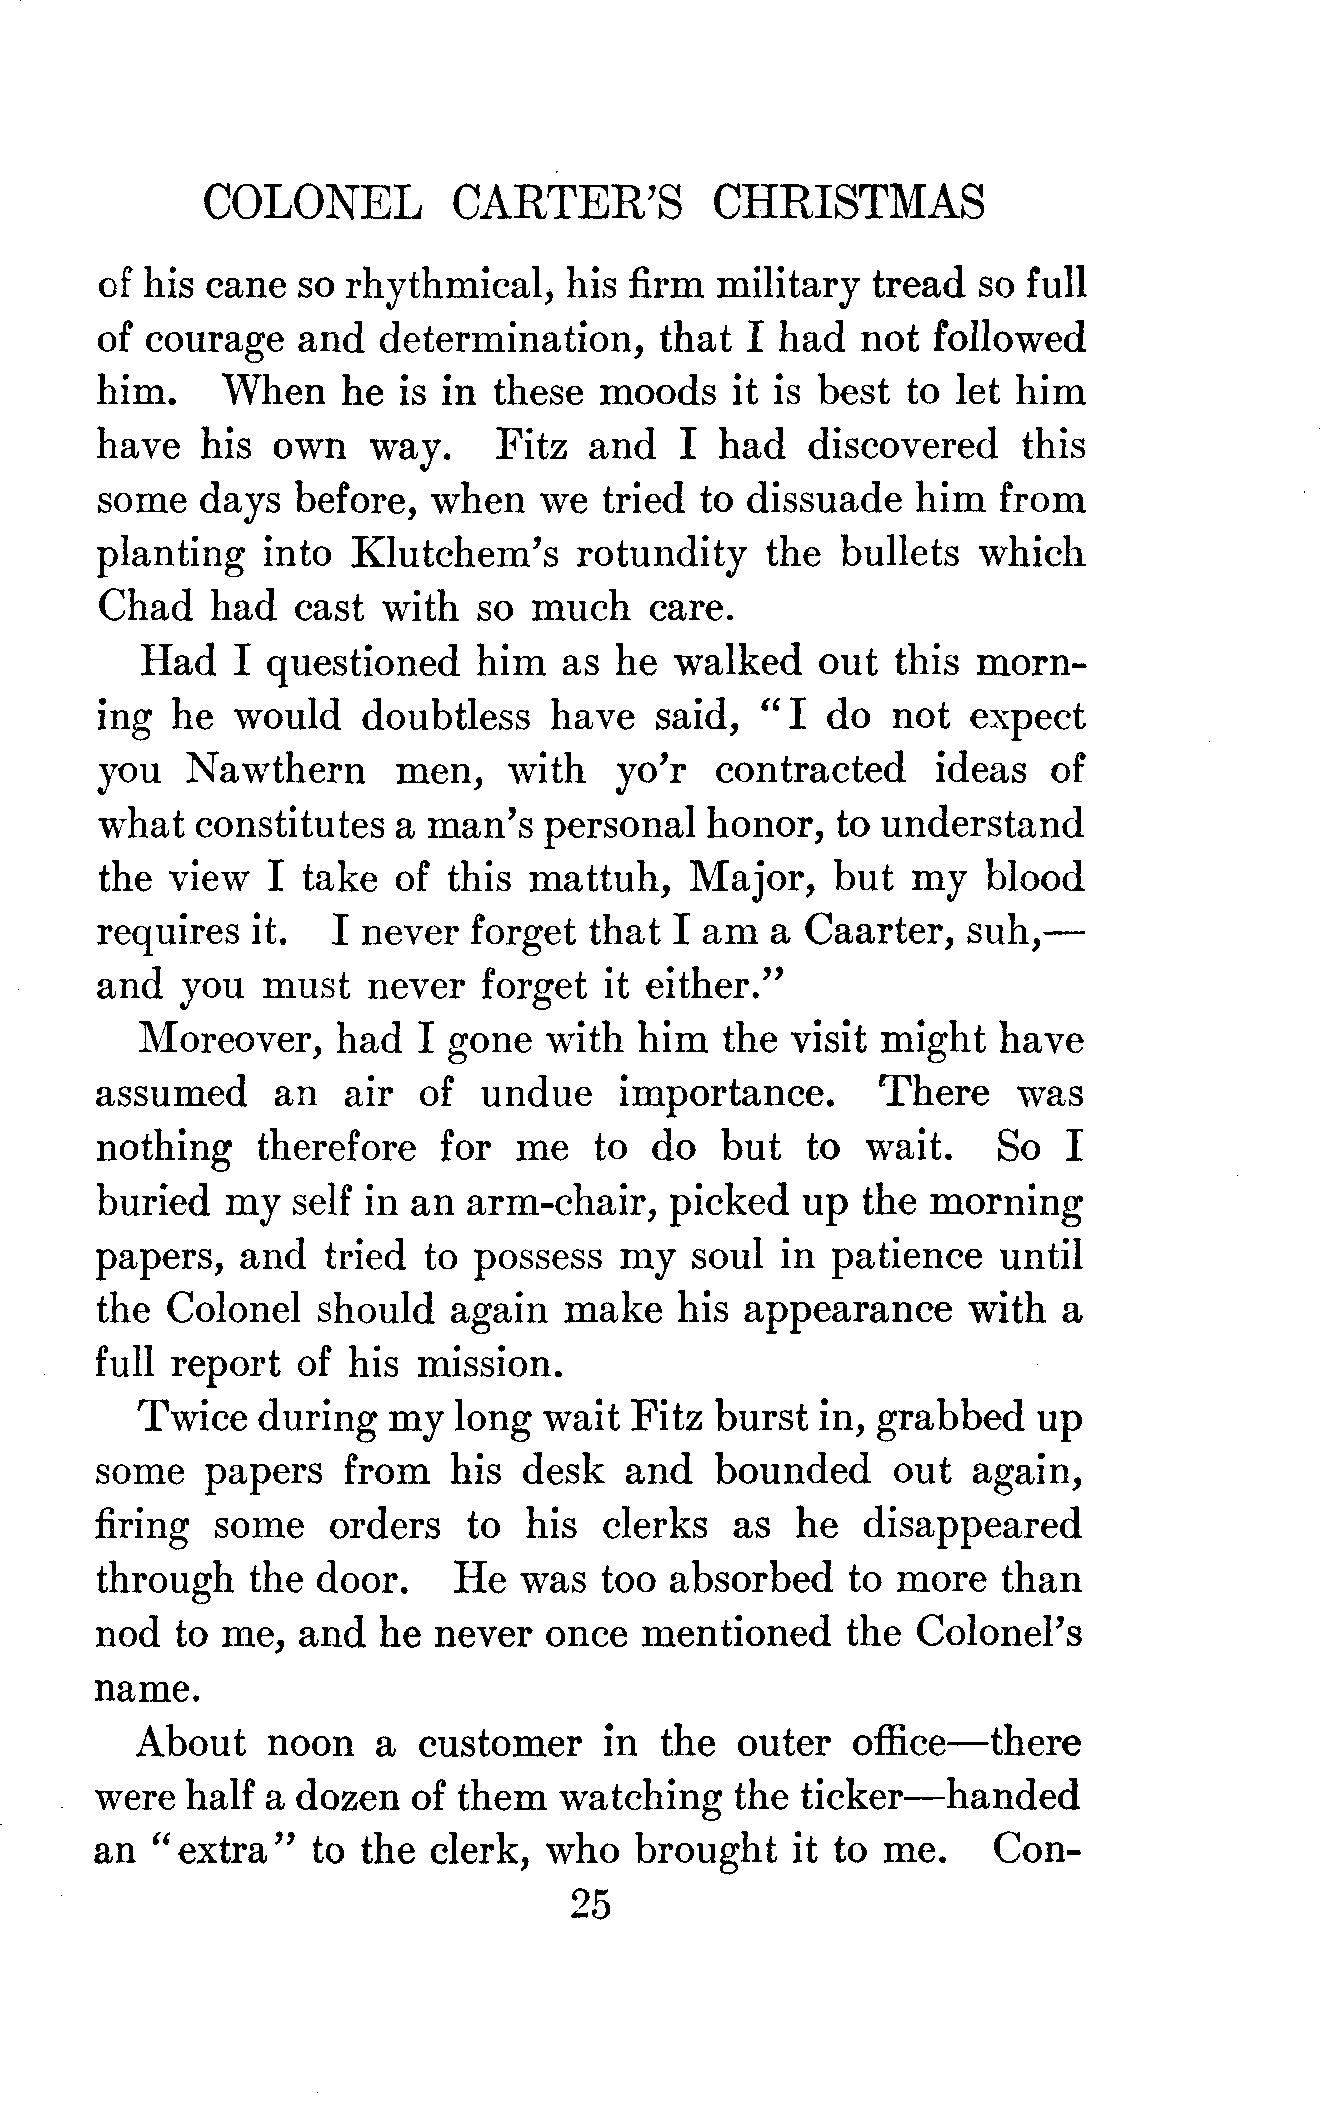 COLONEL CARTER'S CHRISTMAS
of his cane so rhythmical, his firm military tread so full
of courage and determination, that I had not followed
him. When he is in these moods it is best to let him
have his own way. Fitz and I had discovered this
some days before, when we tried to dissuade him from
planting into Klutchem's rotundity the bullets which
Chad had cast with so much care.
Had I questioned him as he walked out this morn-
ing he would doubtless have said, "I do not expect
you Nawthern men, with yo'r contracted ideas of
what constitutes a man's personal honor, to understand
the view I take of this mattuh, Major, but my blood
requires it. I never forget that I am a Caarter, suh,—
and you must never forget it either."
Moreover, had I gone with him the visit might have
assumed an air of undue importance. There was
nothing therefore for me to do but to wait. So I
buried my self in an arm-chair, picked up the morning
papers, and tried to possess my soul in patience until
the Colonel should again make his appearance with a
full report of his mission.
Twice during my long wait Fitz burst in, grabbed up
some papers from his desk and bounded out again,
firing some orders to his clerks as he disappeared
through the door. He was too absorbed to more than
nod to me, and he never once mentioned the Colonel's
name.
About noon a customer in the outer office—there
were half a dozen of them watching the ticker—handed
an "extra" to the clerk, who brought it to me. Con-
25